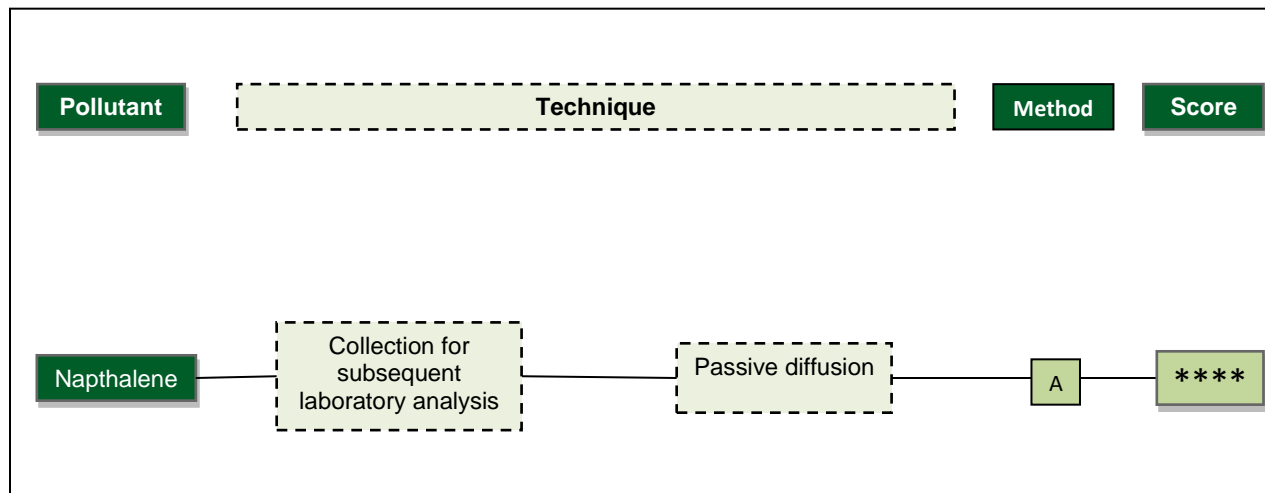 Pollutant
Technique
Method
Score
Napthalene
Collection for
subsequent
laboratory analysis
Passive diffusion
A
****